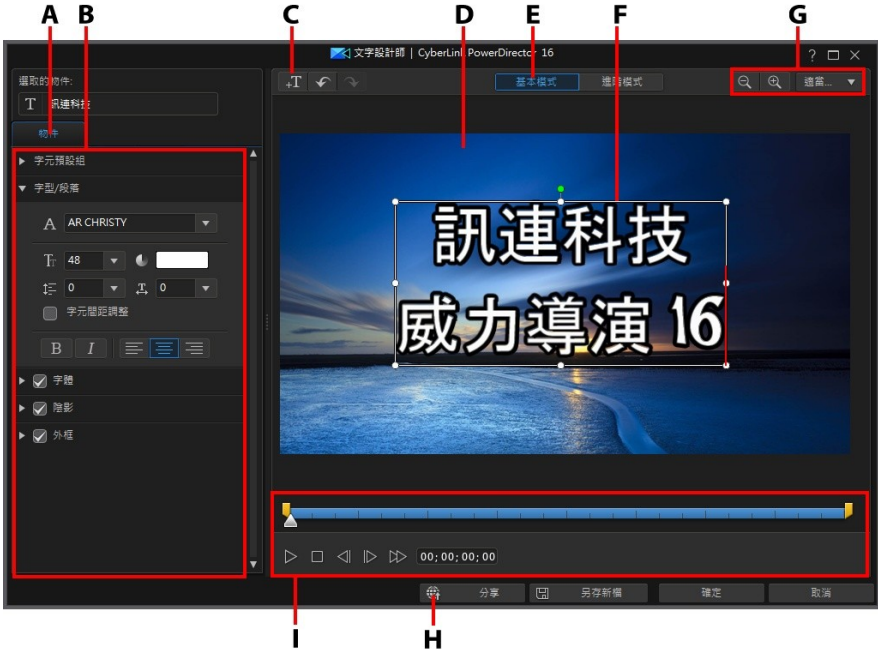 A B C D E F G
文字設計師 | CyberLink PowerDirector 16
選取的物件:
T 訊連科技
+T
基本模式 進階模式
適當...
物件
字元預設組
字型/段落
A AR CHRISTY
48
0 T 0
字元間距調整
B I
字體
陰影
外框
訊連科技
威力導演 16
00;00;00;00
分享 另存新檔 確定 取消
I H